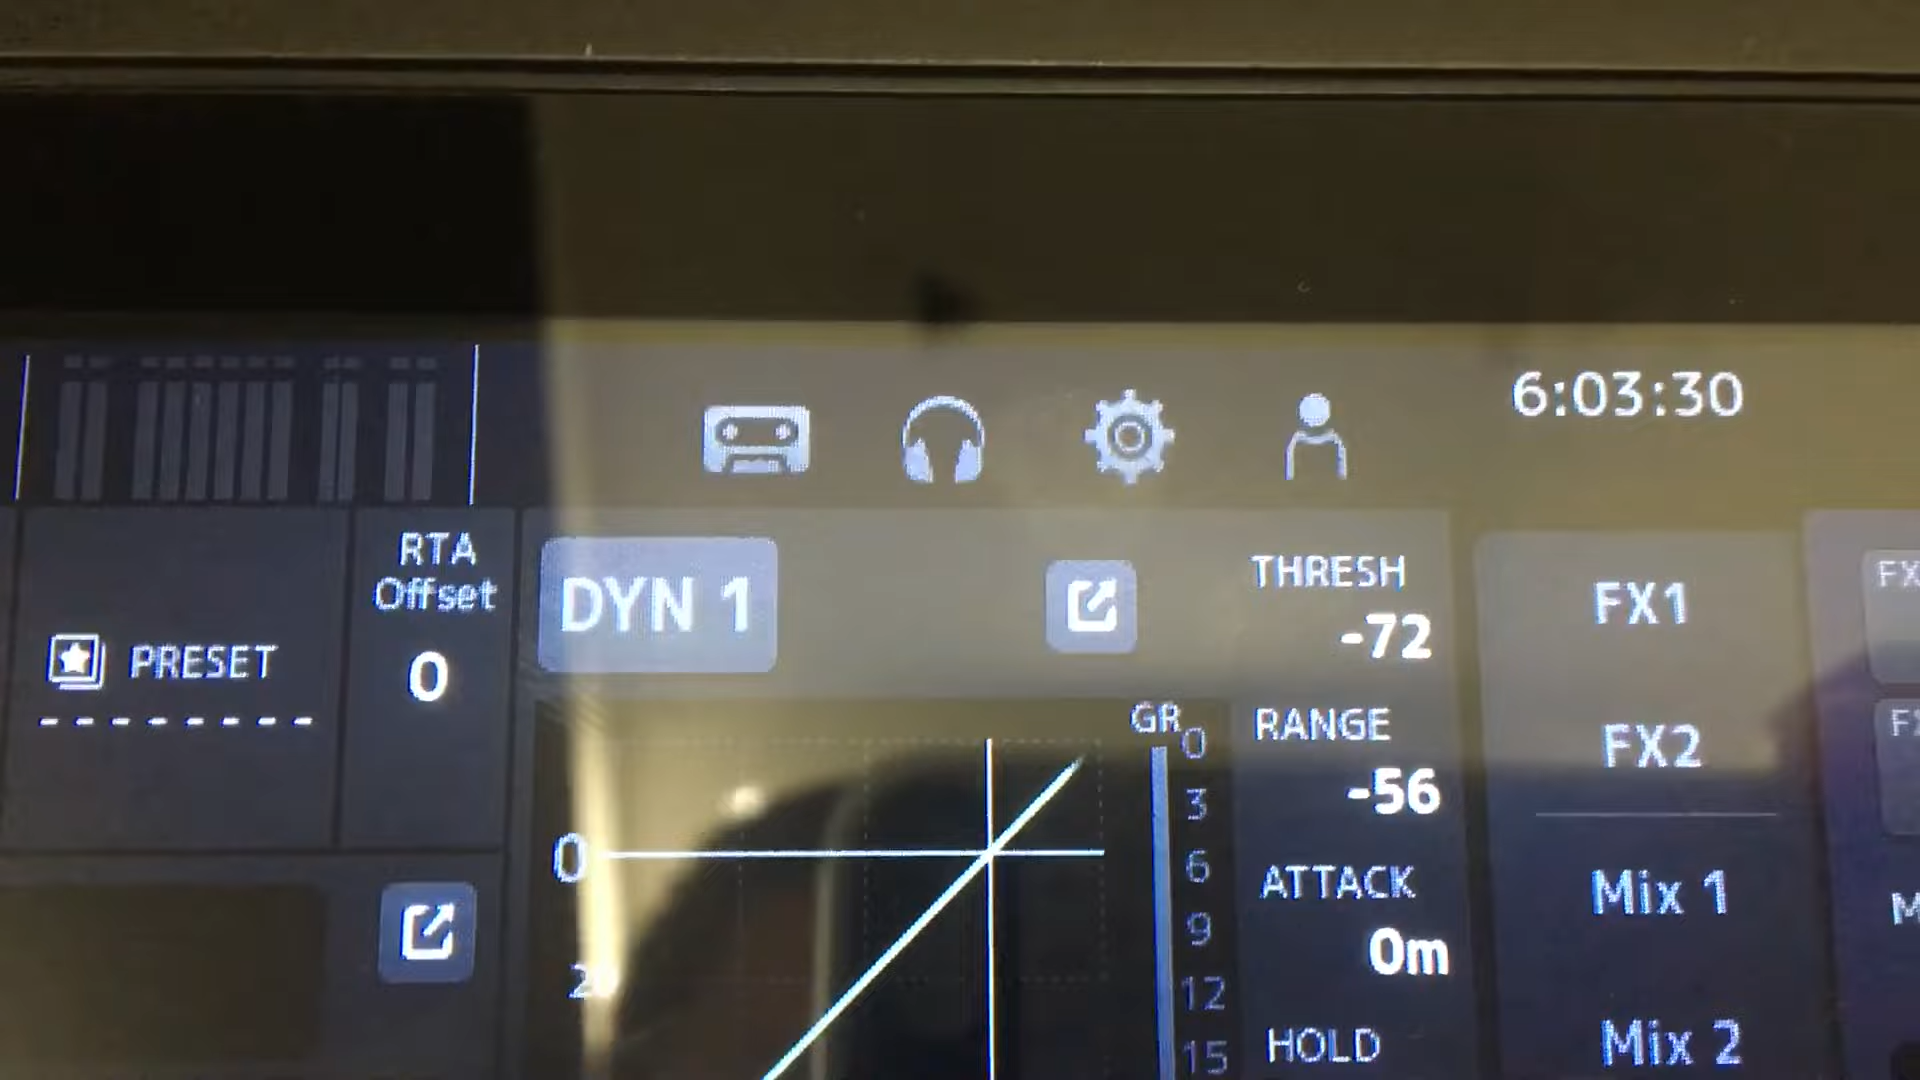 6:03:30
RTA
Offset
0
PRESET
--------
DYN 1
THRESH
-72
RANGE
-56
ATTACK
0m
HOLD
GR
0
3
6
9
12
15
0
FX1
FX2
Mix 1
Mix 2
FX